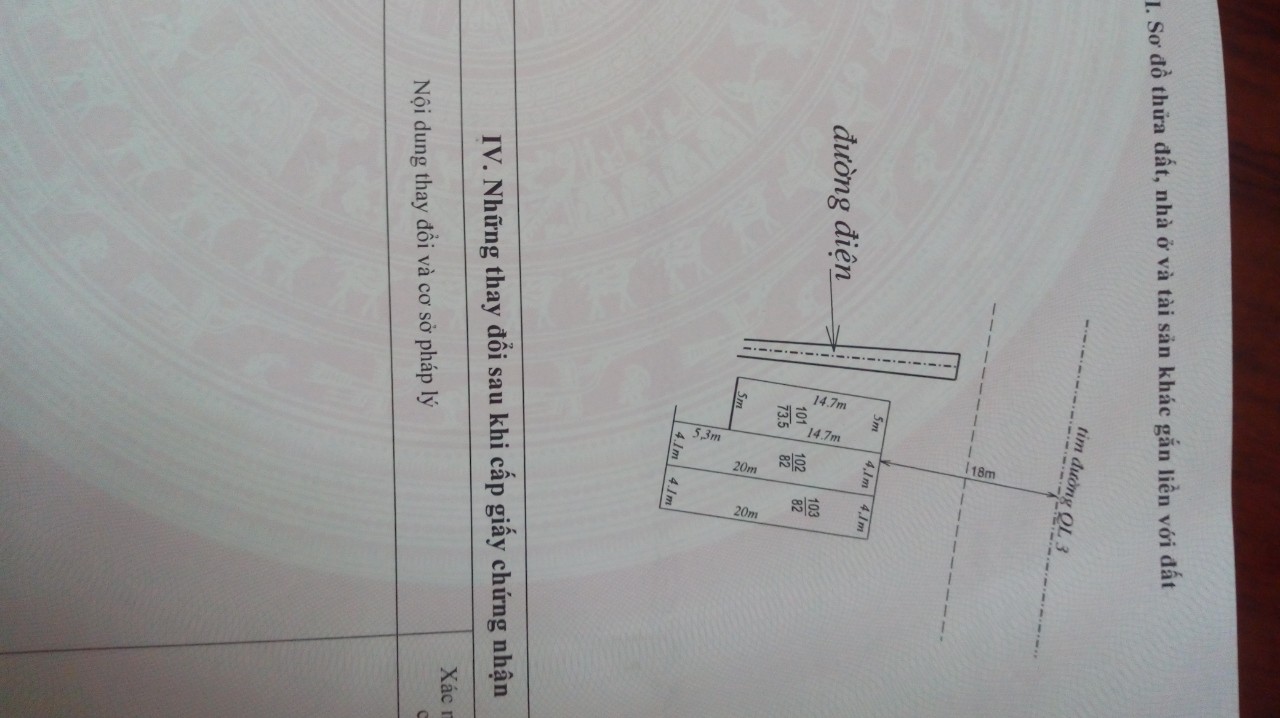 I. Sơ đồ thửa đất, nhà ở và tài sản khác gắn liền với đất
tim đường QL 3
18m
đường điện
5m
4,1m
4.1m
14.7m
101
73.5
14.7m
102
82
103
82
5m
5,3m
20m
20m
4.1m
4.1m
IV. Những thay đổi sau khi cấp giấy chứng nhận
Nội dung thay đổi và cơ sở pháp lý
Xác